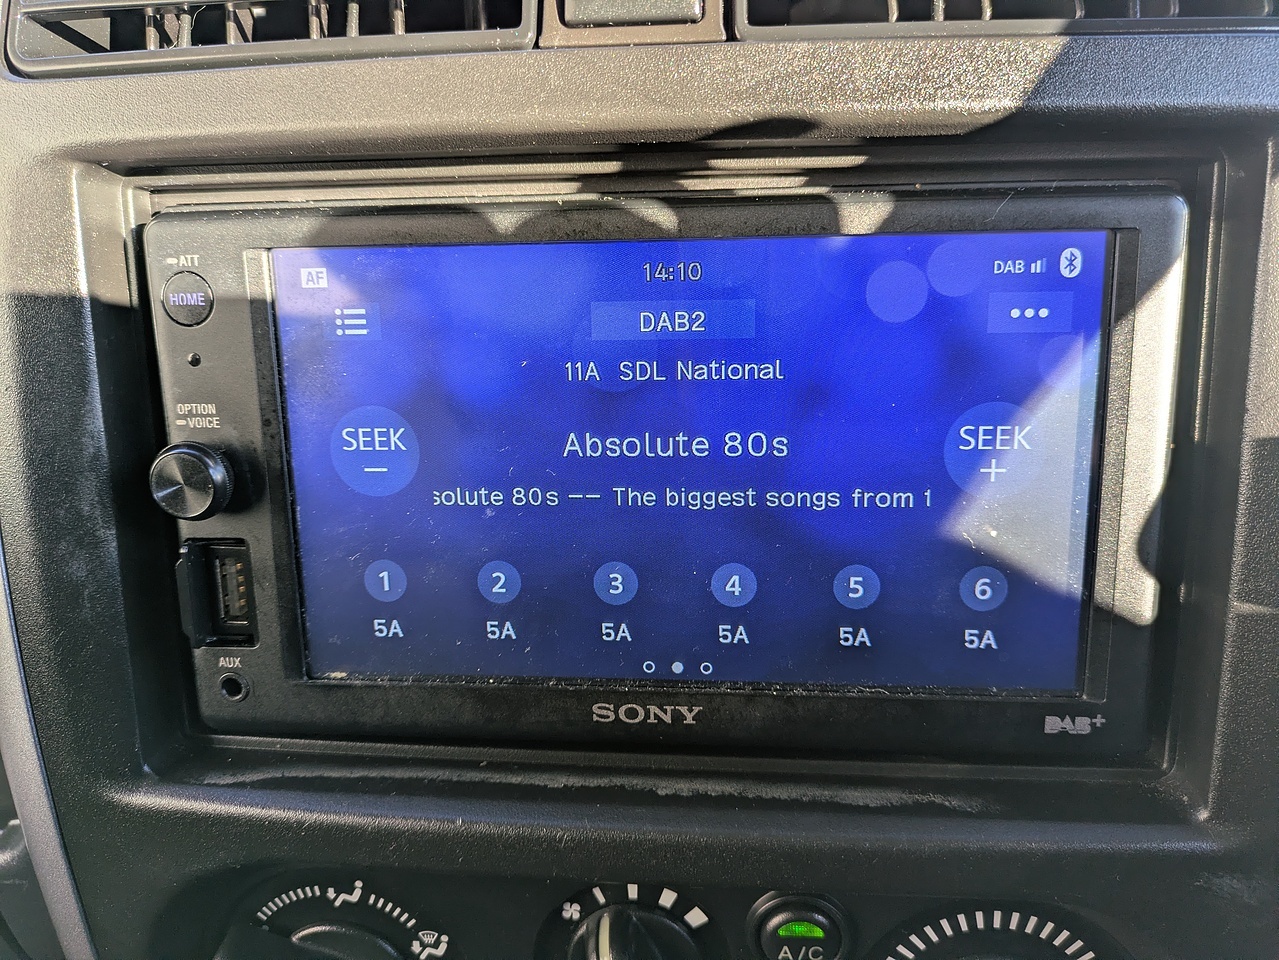 ATT
HOME
OPTION
VOICE
AUX
AF
14:10
DAB
DAB2
11A SDL National
SEEK
−
Absolute 80s
SEEK
+
solute 80s -- The biggest songs from 1
1 2 3 4 5 6
5A 5A 5A 5A 5A 5A
SONY
DAB+
A/C